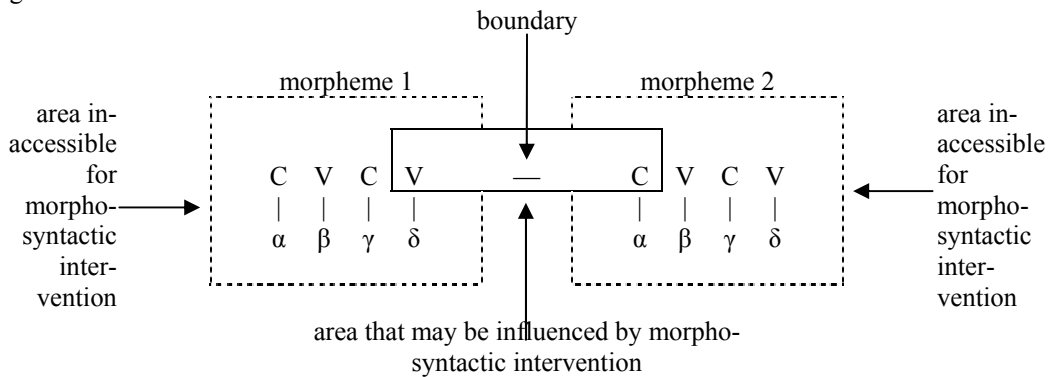 boundary
morpheme 1
morpheme 2
area in-
accessible
for
morpho-
syntactic
inter-
vention
C V C V — C V C V
| | | | | | | |
α β γ δ α β γ δ
area in-
accessible
for
morpho-
syntactic
inter-
vention
area that may be influenced by morpho-
syntactic intervention